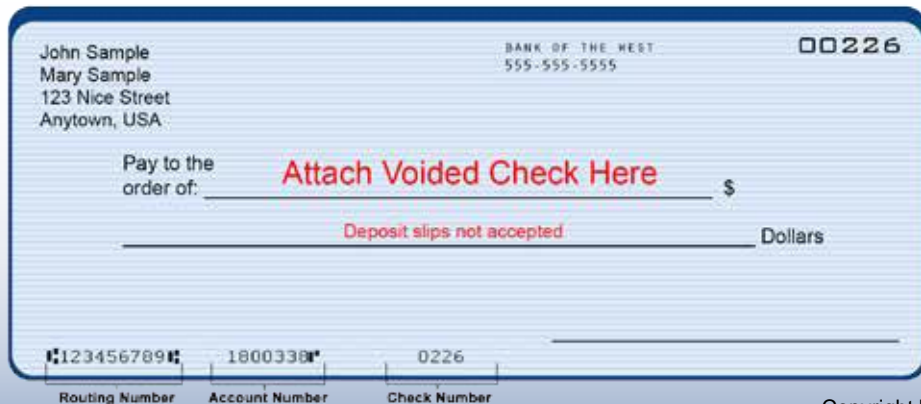 John Sample
Mary Sample
123 Nice Street
Anytown, USA
BANK OF THE WEST
555-555-5555
00226
Pay to the
order of: Attach Voided Check Here $
Deposit slips not accepted Dollars
⑆123456789⑆ 1800338⑈ 0226
Routing Number Account Number Check Number
Copyright